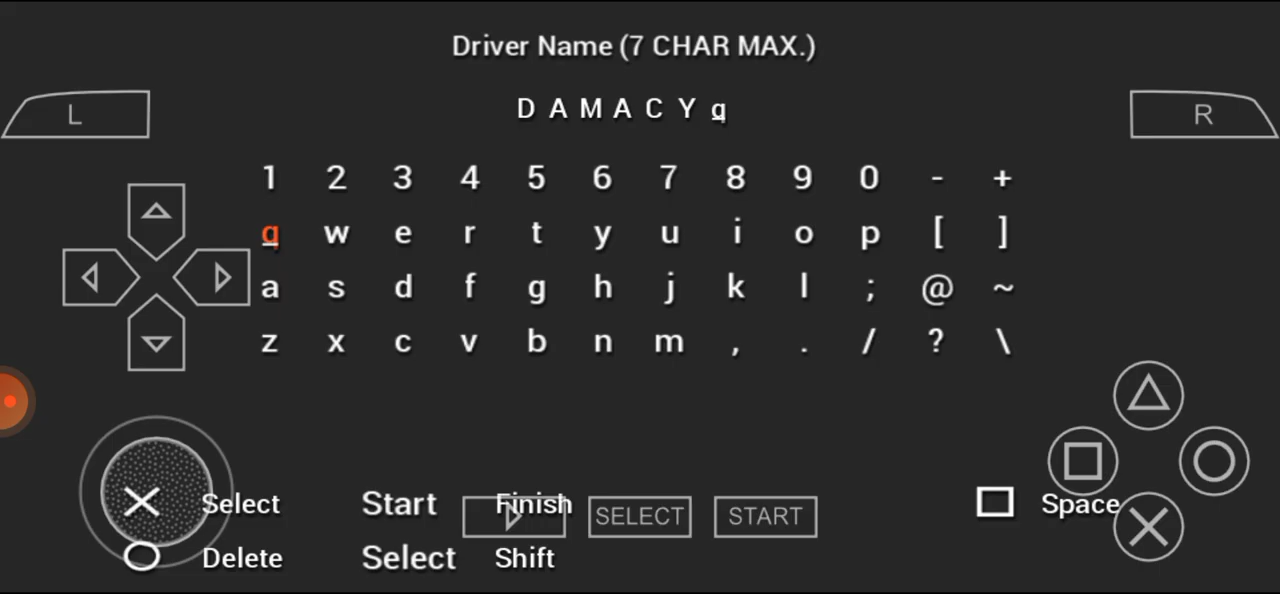 Driver Name (7 CHAR MAX.)
D A M A C Y q
L
R
1 2 3 4 5 6 7 8 9 0 - +
q w e r t y u i o p [ ]
a s d f g h j k l ; @ ~
z x c v b n m , . / ? \
Select Start Finish SELECT START Space
Delete Select Shift